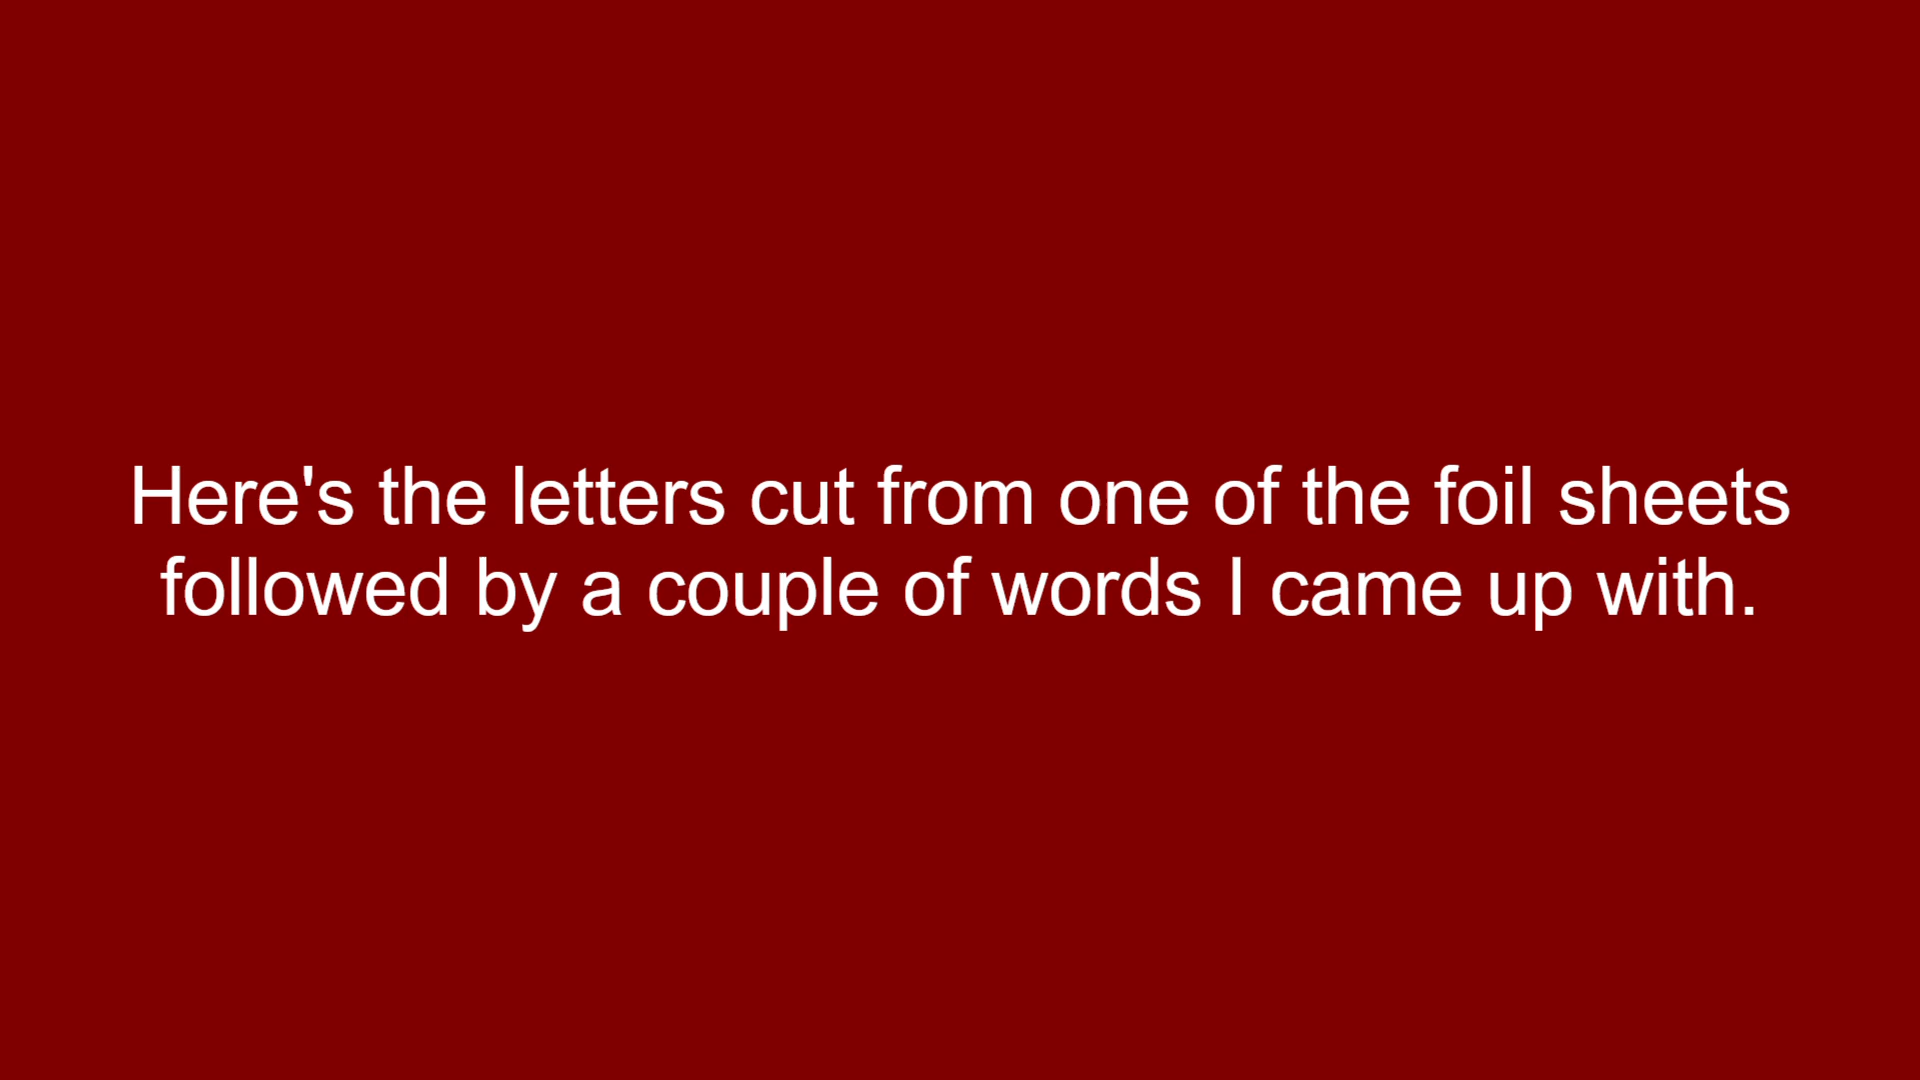 Here's the letters cut from one of the foil sheets
followed by a couple of words I came up with.